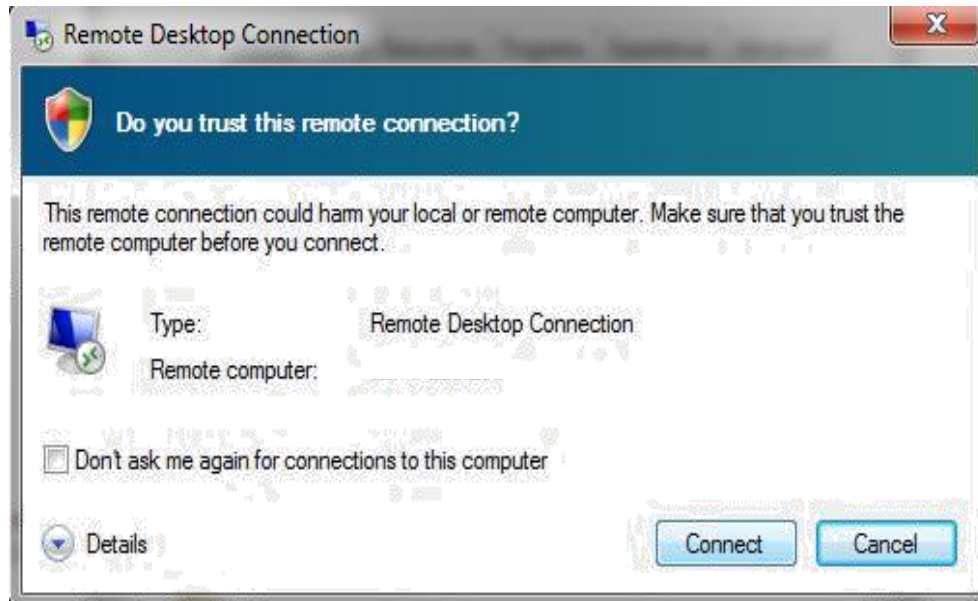 Remote Desktop Connection
Do you trust this remote connection?
This remote connection could harm your local or remote computer. Make sure that you trust the
remote computer before you connect.
Type: Remote Desktop Connection
Remote computer:
Don't ask me again for connections to this computer
Details Connect Cancel